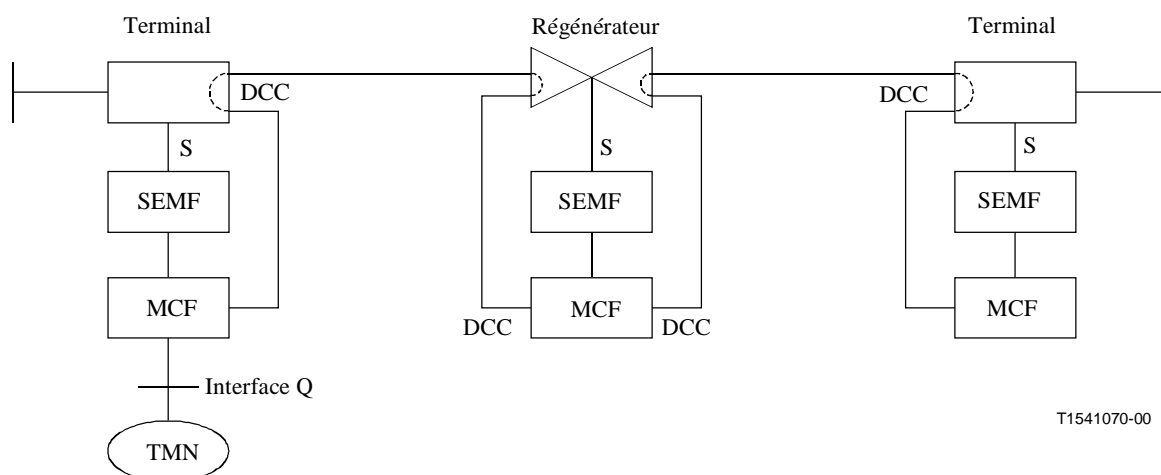 Terminal
Régénérateur
Terminal
DCC
DCC
S
S
S
SEMF
SEMF
SEMF
MCF
MCF
MCF
DCC
DCC
Interface Q
TMN
T1541070-00